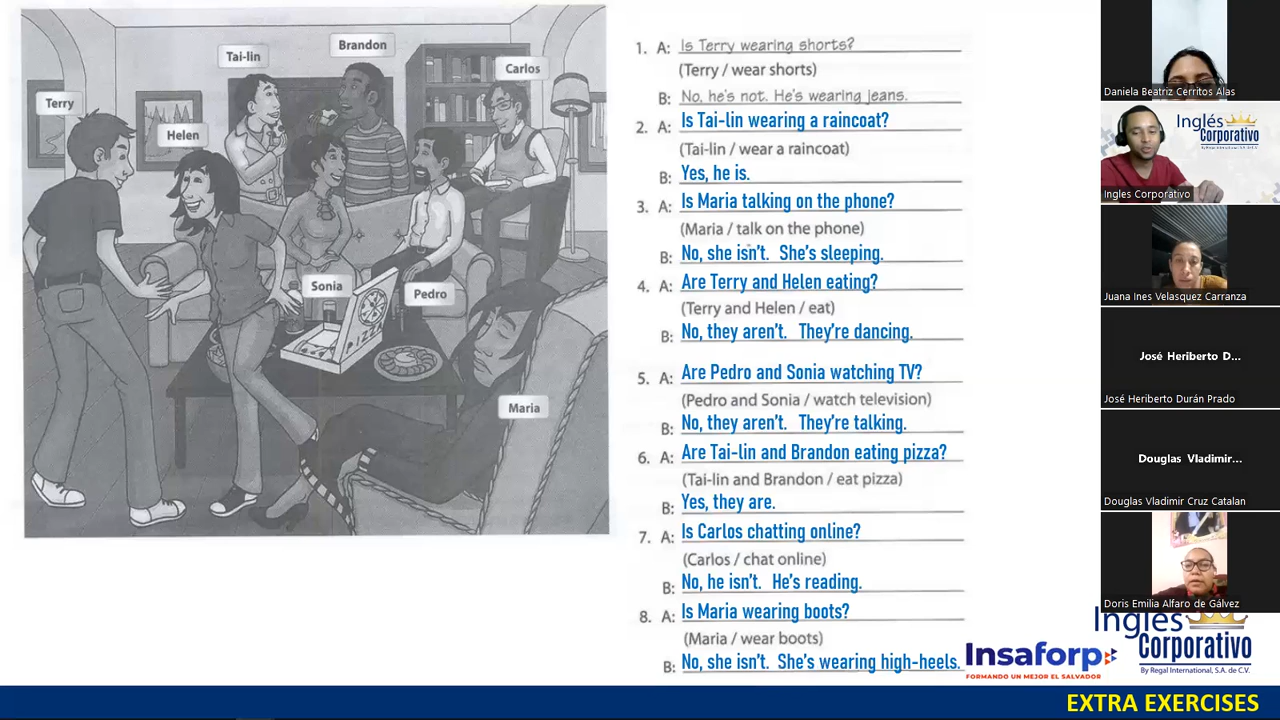 Terry
Helen
Tai-lin
Brandon
Carlos
Sonia
Pedro
Maria
PIZZA
1. A: Is Terry wearing shorts?
(Terry / wear shorts)
B: No, he's not. He's wearing jeans.
2. A: Is Tai-lin wearing a raincoat?
(Tai-lin / wear a raincoat)
B: Yes, he is.
3. A: Is Maria talking on the phone?
(Maria / talk on the phone)
B: No, she isn't. She's sleeping.
4. A: Are Terry and Helen eating?
(Terry and Helen / eat)
B: No, they aren't. They're dancing.
5. A: Are Pedro and Sonia watching TV?
(Pedro and Sonia / watch television)
B: No, they aren't. They're talking.
6. A: Are Tai-lin and Brandon eating pizza?
(Tai-lin and Brandon / eat pizza)
B: Yes, they are.
7. A: Is Carlos chatting online?
(Carlos / chat online)
B: No, he isn't. He's reading.
8. A: Is Maria wearing boots?
(Maria / wear boots)
B: No, she isn't. She's wearing high-heels.
Insaforp
FORMANDO UN MEJOR EL SALVADOR
Inglés
Corporativo
By Regal International, S.A. de C.V.
EXTRA EXERCISES
Daniela Beatriz Cerritos Alas
Inglés
Corporativo
By Regal International, S.A. de C.V.
Ingles Corporativo
Juana Ines Velasquez Carranza
José Heriberto D...
José Heriberto Durán Prado
Douglas Vladimir...
Douglas Vladimir Cruz Catalan
Doris Emilia Alfaro de Gálvez